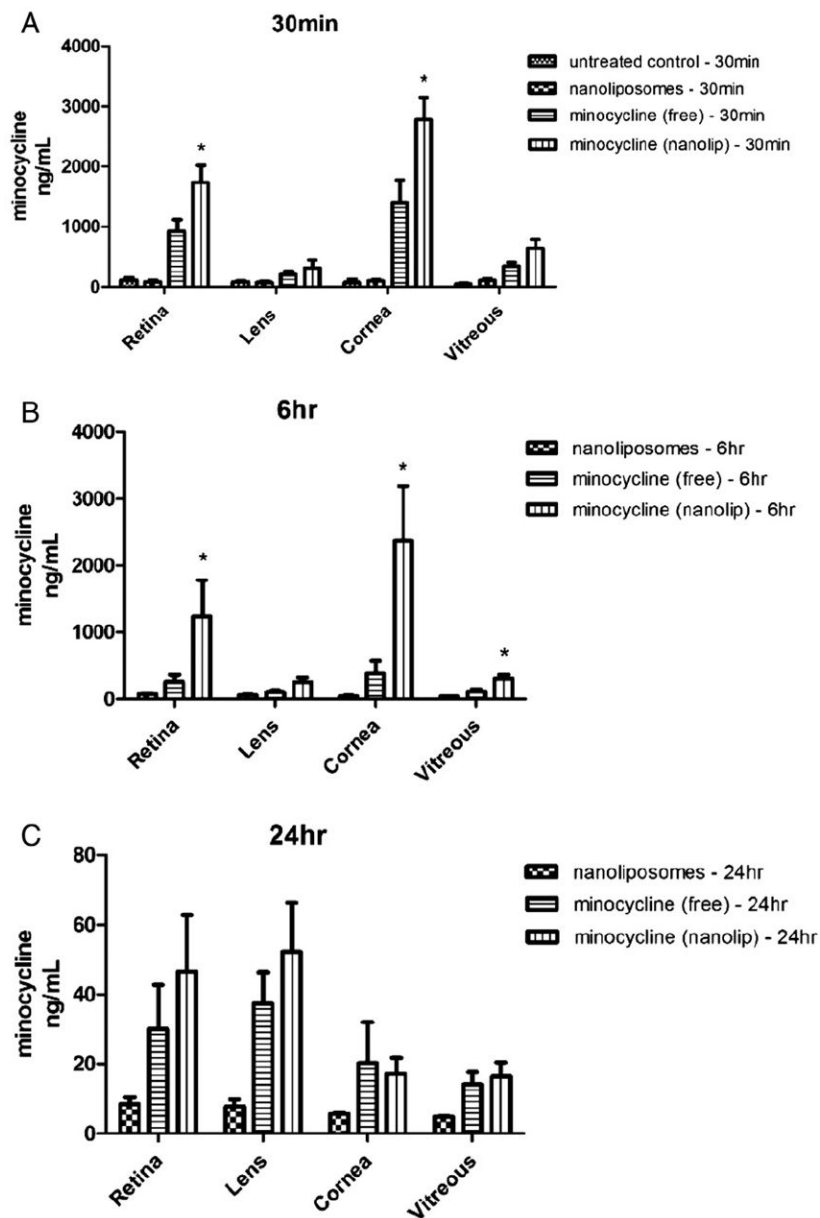 A
30min
4000
3000
2000
1000
0
minocycline
ng/mL
*
*
Retina
Lens
Cornea
Vitreous
untreated control - 30min
nanoliposomes - 30min
minocycline (free) - 30min
minocycline (nanolip) - 30min
B
6hr
4000
3000
2000
1000
0
minocycline
ng/mL
*
*
*
Retina
Lens
Cornea
Vitreous
nanoliposomes - 6hr
minocycline (free) - 6hr
minocycline (nanolip) - 6hr
C
24hr
80
60
40
20
0
minocycline
ng/mL
Retina
Lens
Cornea
Vitreous
nanoliposomes - 24hr
minocycline (free) - 24hr
minocycline (nanolip) - 24hr